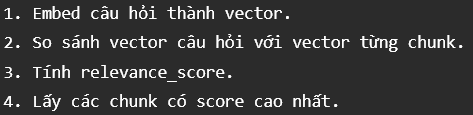 1. Embed câu hỏi thành vector.
2. So sánh vector câu hỏi với vector từng chunk.
3. Tính relevance_score.
4. Lấy các chunk có score cao nhất.